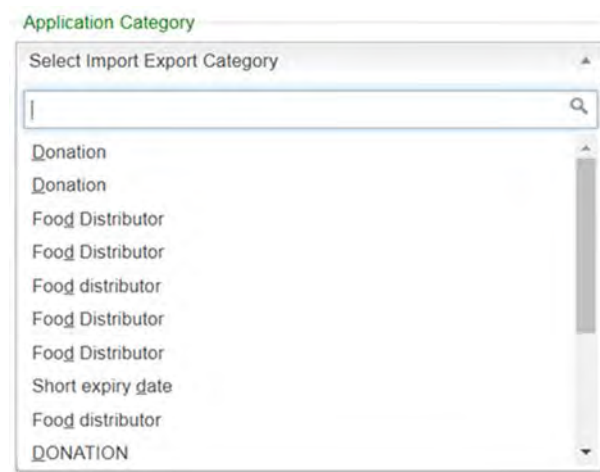 Application Category
Select Import Export Category
Donation
Donation
Food Distributor
Food Distributor
Food distributor
Food Distributor
Food Distributor
Short expiry date
Food distributor
DONATION